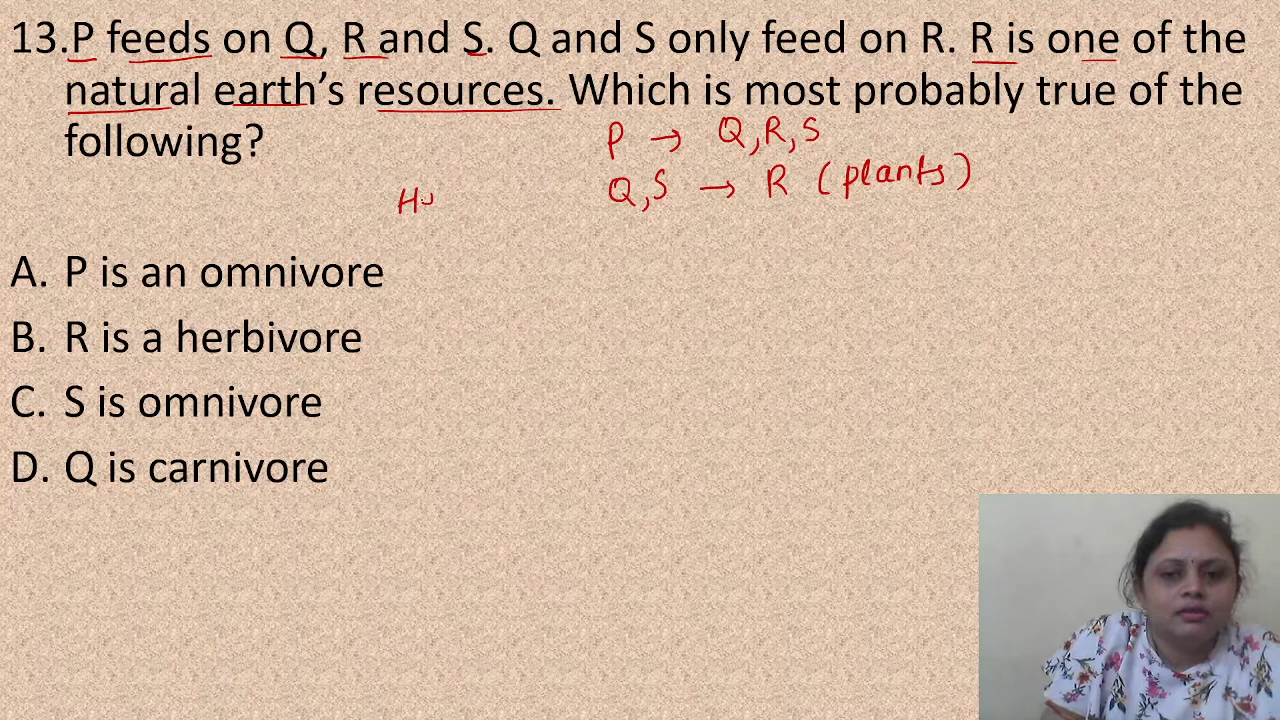 13.P feeds on Q, R and S. Q and S only feed on R. R is one of the
natural earth's resources. Which is most probably true of the
following?
P → Q,R,S
Q,S → R (plants)
A. P is an omnivore
B. R is a herbivore
C. S is omnivore
D. Q is carnivore